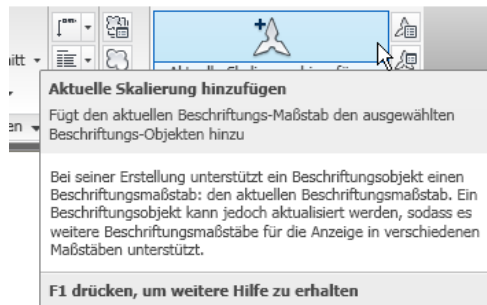 itt
Aktuelle Skalierung hinzufügen
en
Fügt den aktuellen Beschriftungs-Maßstab den ausgewählten
Beschriftungs-Objekten hinzu
Bei seiner Erstellung unterstützt ein Beschriftungsobjekt einen
Beschriftungsmaßstab: den aktuellen Beschriftungsmaßstab. Ein
Beschriftungsobjekt kann jedoch aktualisiert werden, sodass es
weitere Beschriftungsmaßstäbe für die Anzeige in verschiedenen
Maßstäben unterstützt.
F1 drücken, um weitere Hilfe zu erhalten